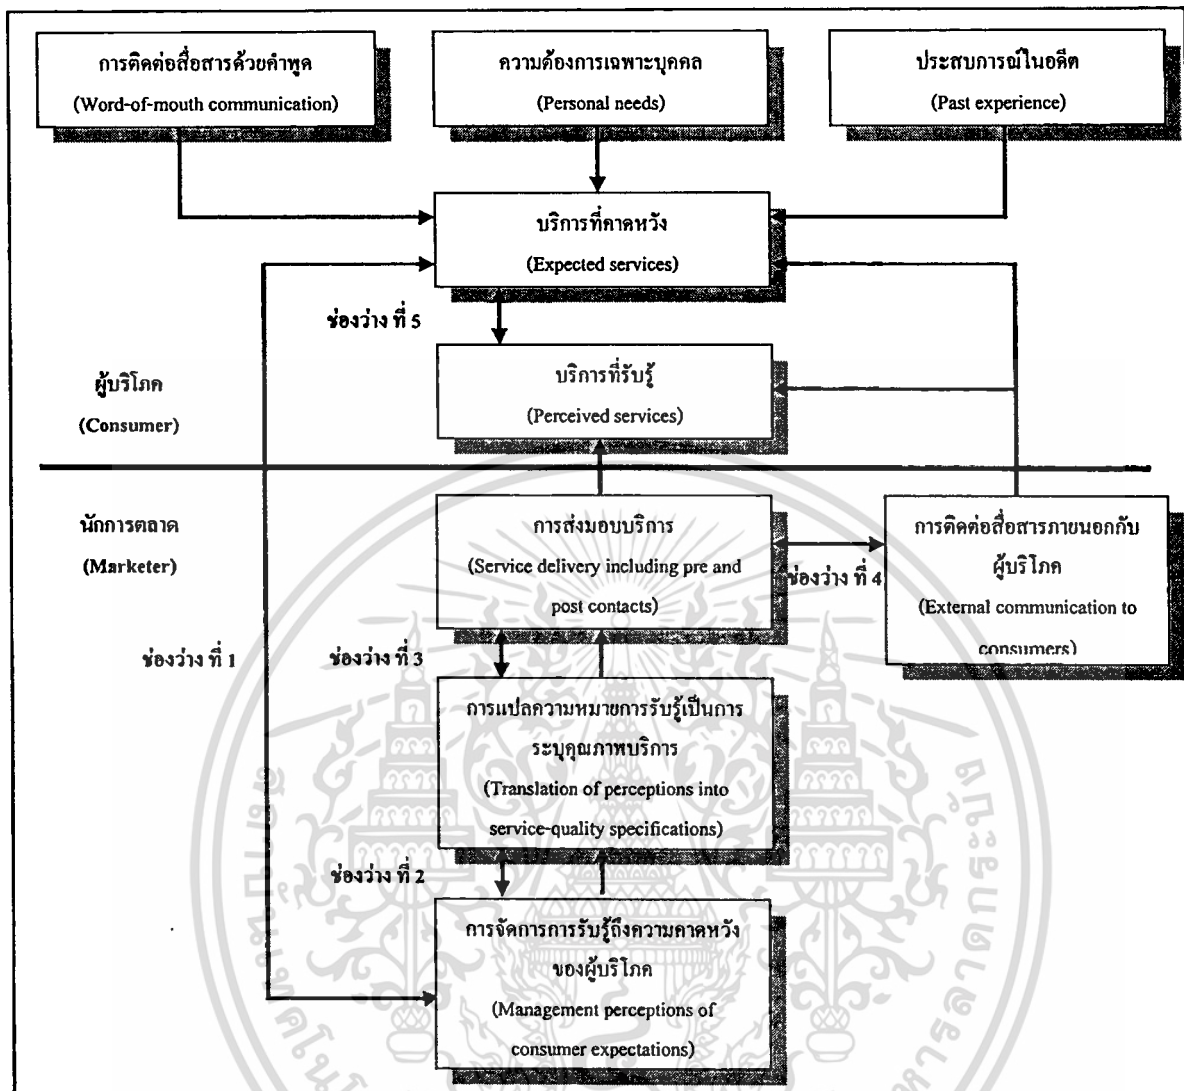 การติดต่อสื่อสารด้วยคำพูด
(Word-of-mouth communication)
ความต้องการเฉพาะบุคคล
(Personal needs)
ประสบการณ์ในอดีต
(Past experience)
บริการที่คาดหวัง
(Expected services)
ช่องว่าง ที่ 5
บริการที่รับรู้
(Perceived services)
ผู้บริโภค
(Consumer)
นักการตลาด
(Marketer)
การส่งมอบบริการ
(Service delivery including pre and
post contacts)
ช่องว่าง ที่ 4
การติดต่อสื่อสารภายนอกกับ
ผู้บริโภค
(External communication to
consumers)
ช่องว่าง ที่ 1
ช่องว่าง ที่ 3
การแปลความหมายการรับรู้เป็นการ
ระบุคุณภาพบริการ
(Translation of perceptions into
service-quality specifications)
ช่องว่าง ที่ 2
การจัดการการรับรู้ถึงความคาดหวัง
ของผู้บริโภค
(Management perceptions of
consumer expectations)